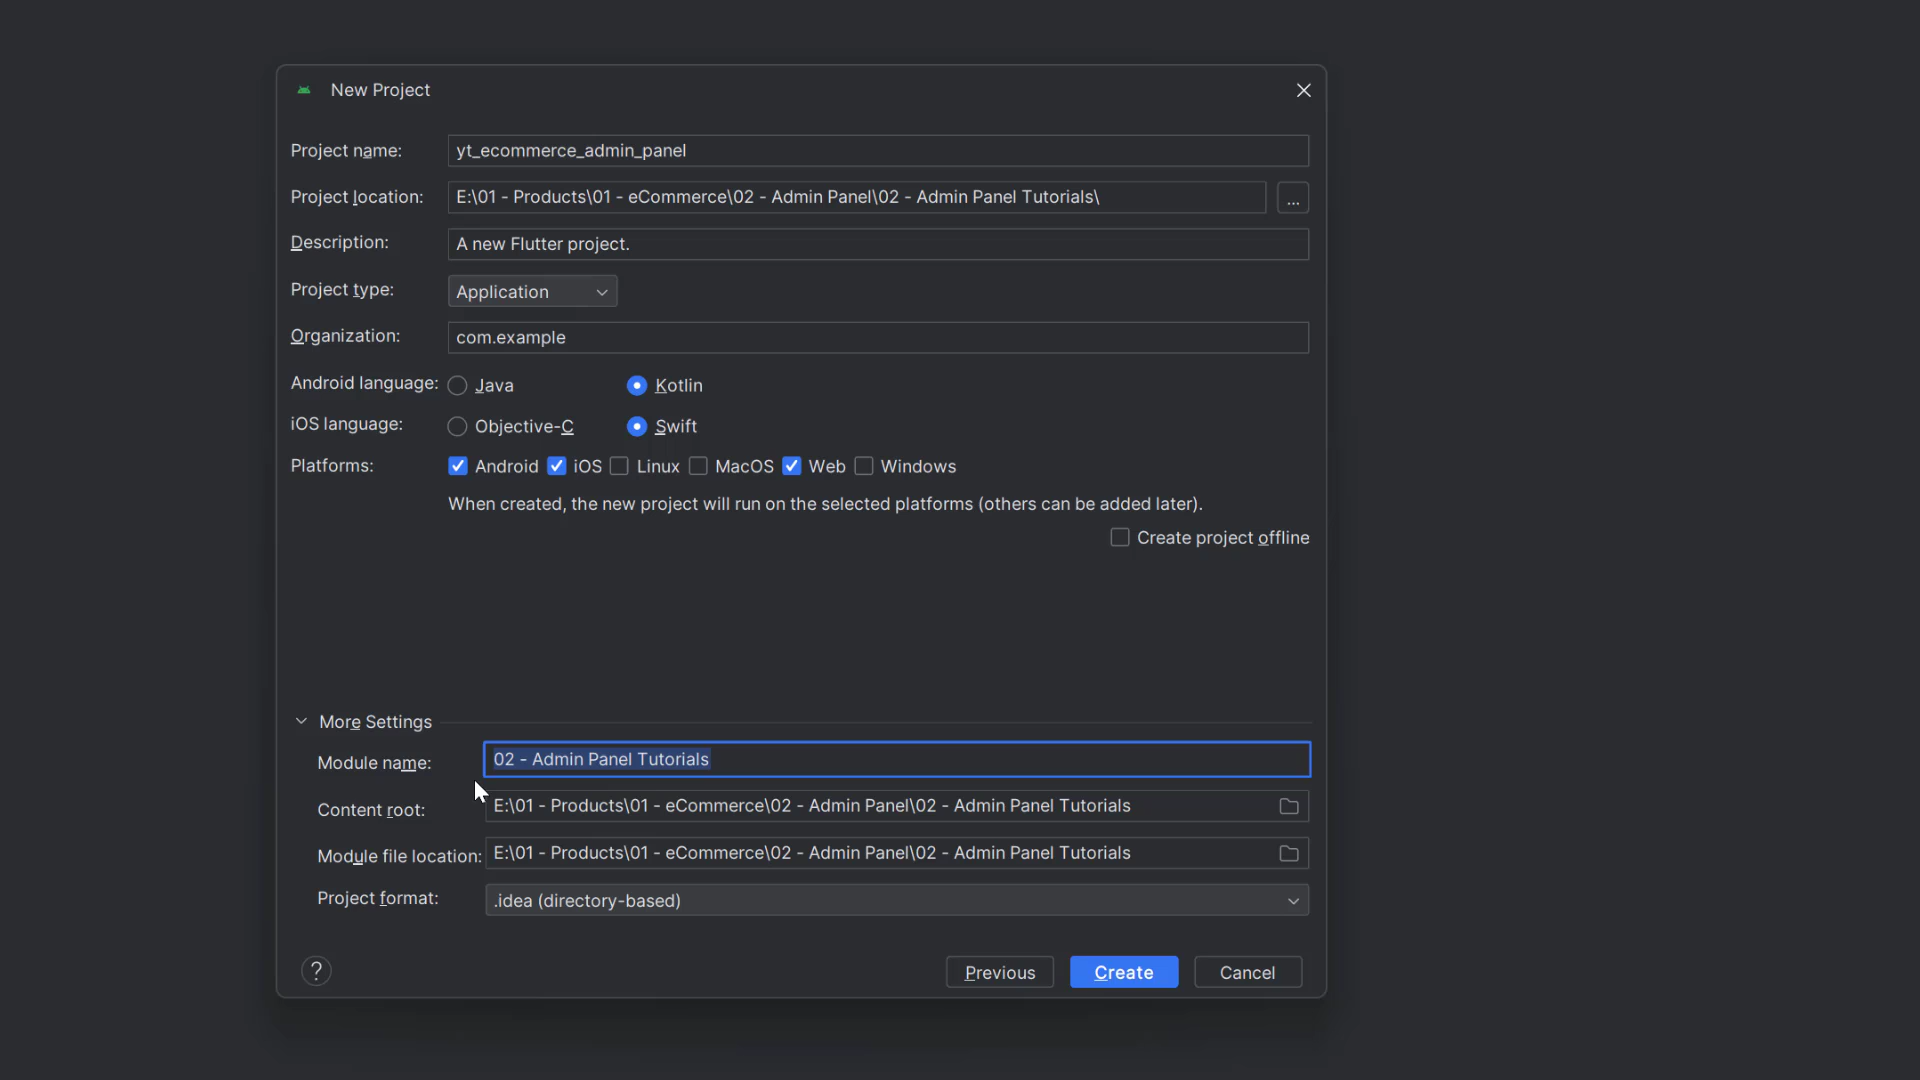 New Project
Project name: yt_ecommerce_admin_panel
Project location: E:\01 - Products\01 - eCommerce\02 - Admin Panel\02 - Admin Panel Tutorials\ ...
Description: A new Flutter project.
Project type: Application
Organization: com.example
Android language: Java Kotlin
iOS language: Objective-C Swift
Platforms: Android iOS Linux MacOS Web Windows
When created, the new project will run on the selected platforms (others can be added later).
Create project offline
More Settings
Module name: 02 - Admin Panel Tutorials
Content root: E:\01 - Products\01 - eCommerce\02 - Admin Panel\02 - Admin Panel Tutorials
Module file location: E:\01 - Products\01 - eCommerce\02 - Admin Panel\02 - Admin Panel Tutorials
Project format: .idea (directory-based)
? Previous Create Cancel